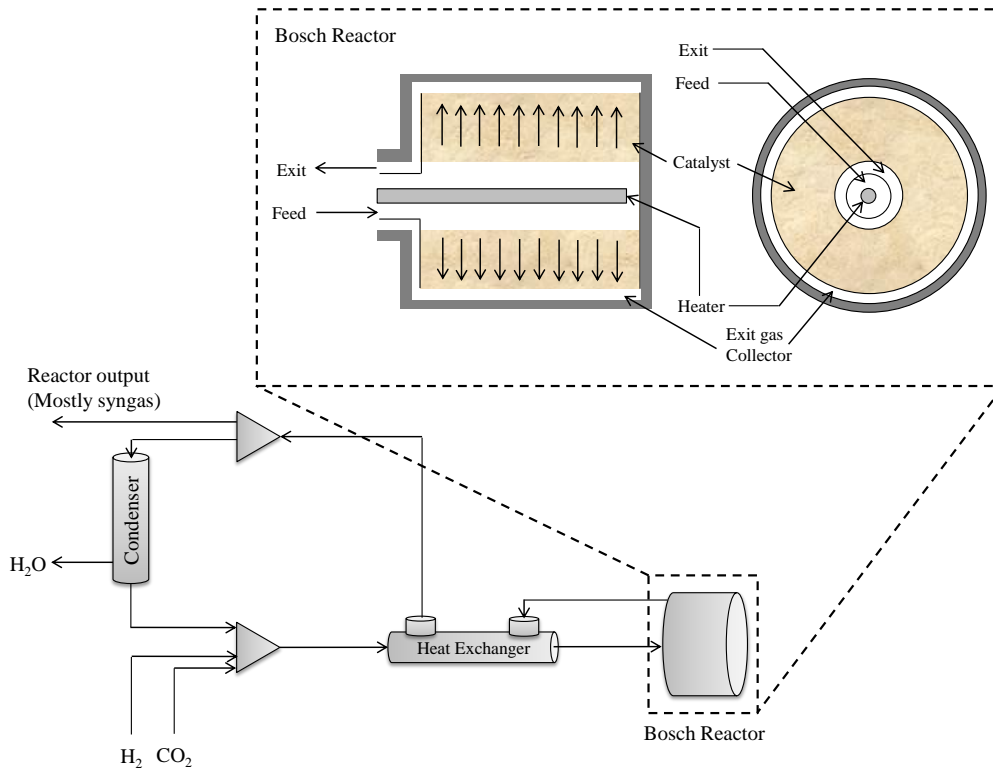 Bosch Reactor
Exit
Feed
Exit
Catalyst
Feed
Heater
Exit gas
Collector
Reactor output
(Mostly syngas)
Condenser
H₂O
Heat Exchanger
Bosch Reactor
H₂
CO₂